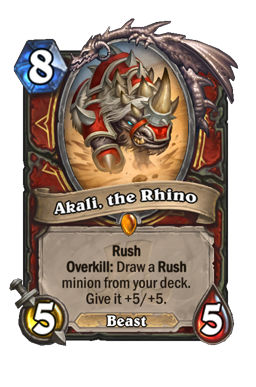 8
Akali, the Rhino
Rush
Overkill: Draw a Rush
minion from your deck.
Give it +5/+5.
5
Beast
5